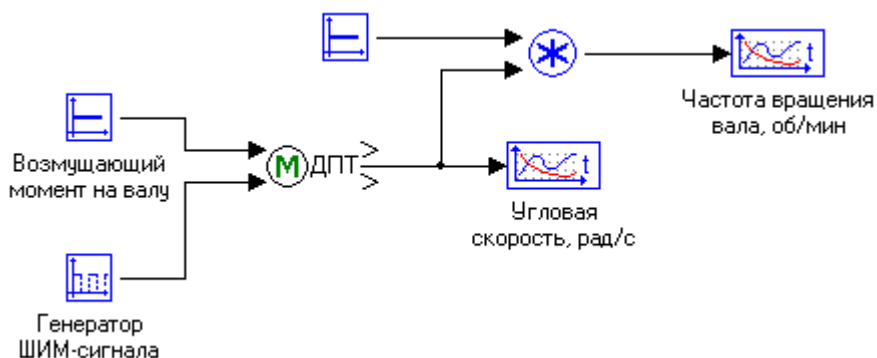 t
Частота вращения
вала, об/мин
Возмущающий
момент на валу
М ДПТ
t
Угловая
скорость, рад/с
Генератор
ШИМ-сигнала